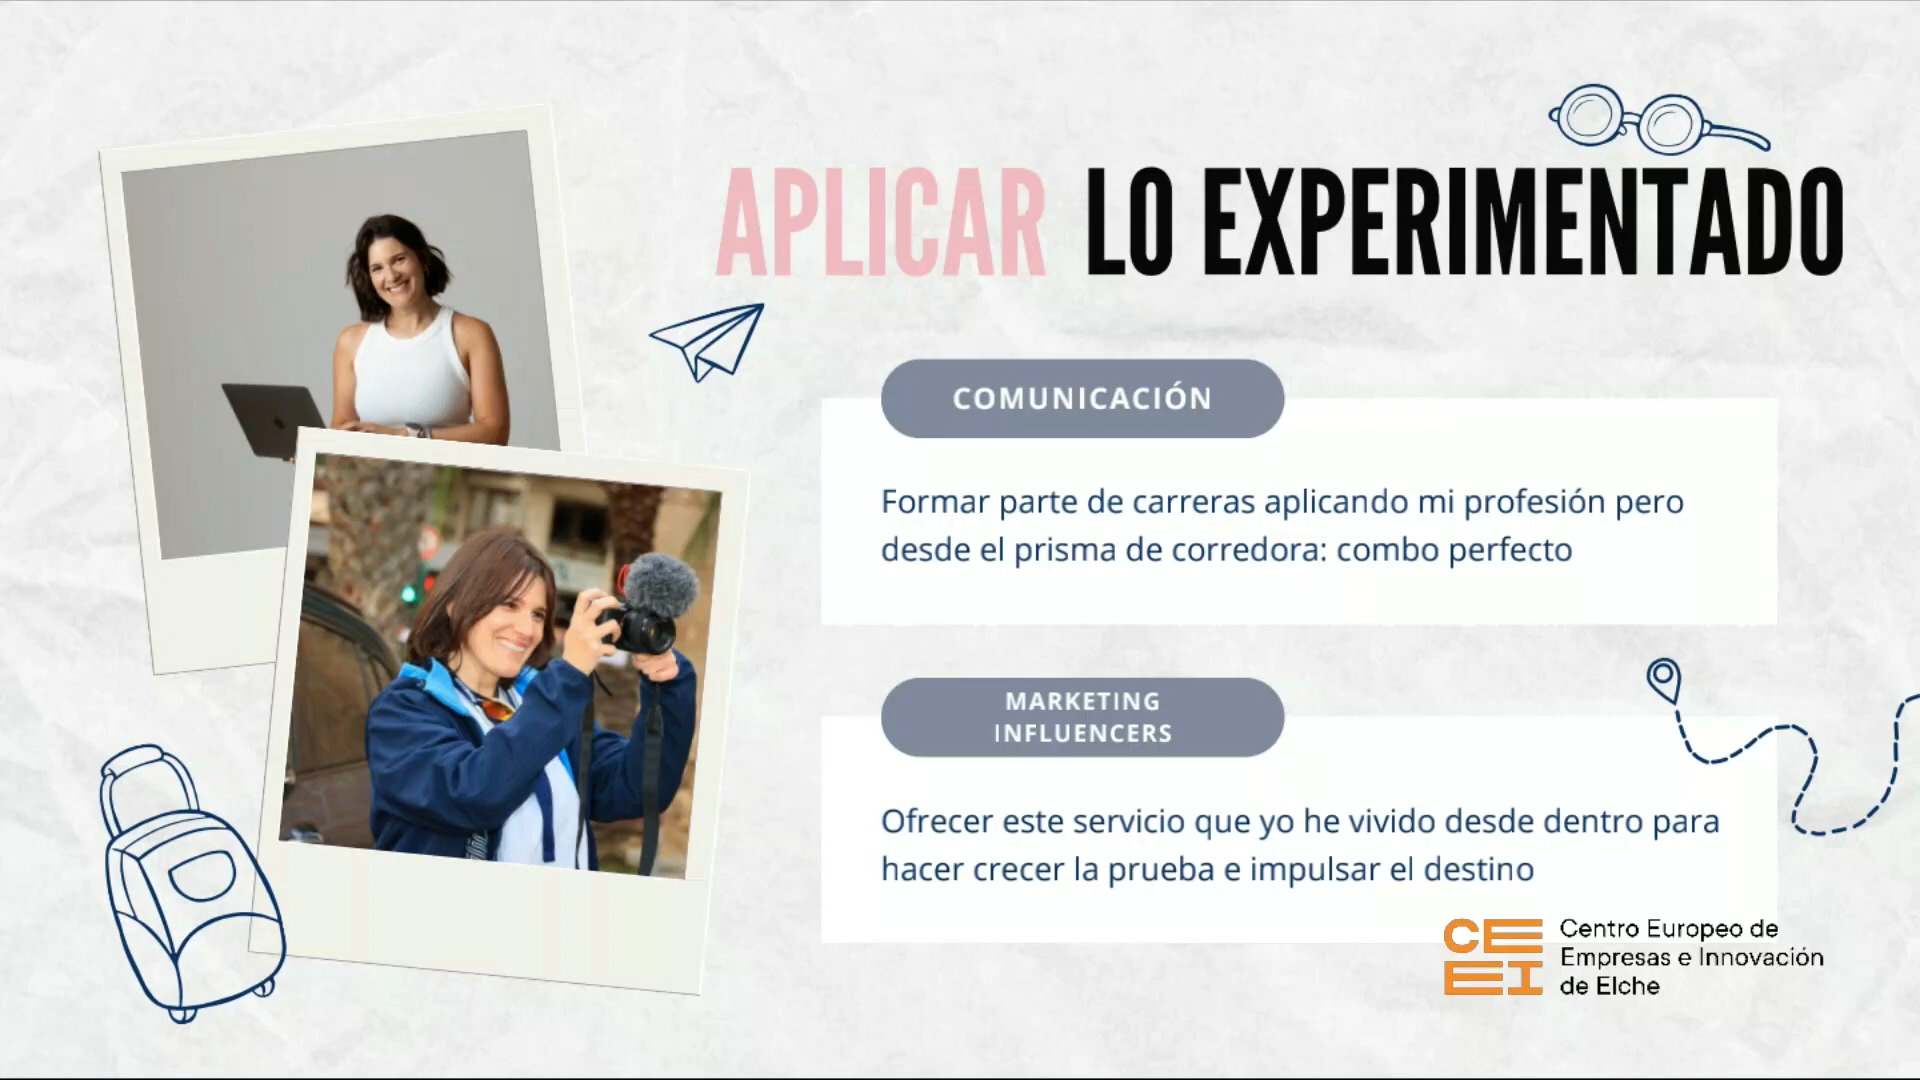 APLICAR LO EXPERIMENTADO
COMUNICACIÓN
Formar parte de carreras aplicando mi profesión pero
desde el prisma de corredora: combo perfecto
MARKETING
INFLUENCERS
Ofrecer este servicio que yo he vivido desde dentro para
hacer crecer la prueba e impulsar el destino
CEEI
Centro Europeo de
Empresas e Innovación
de Elche